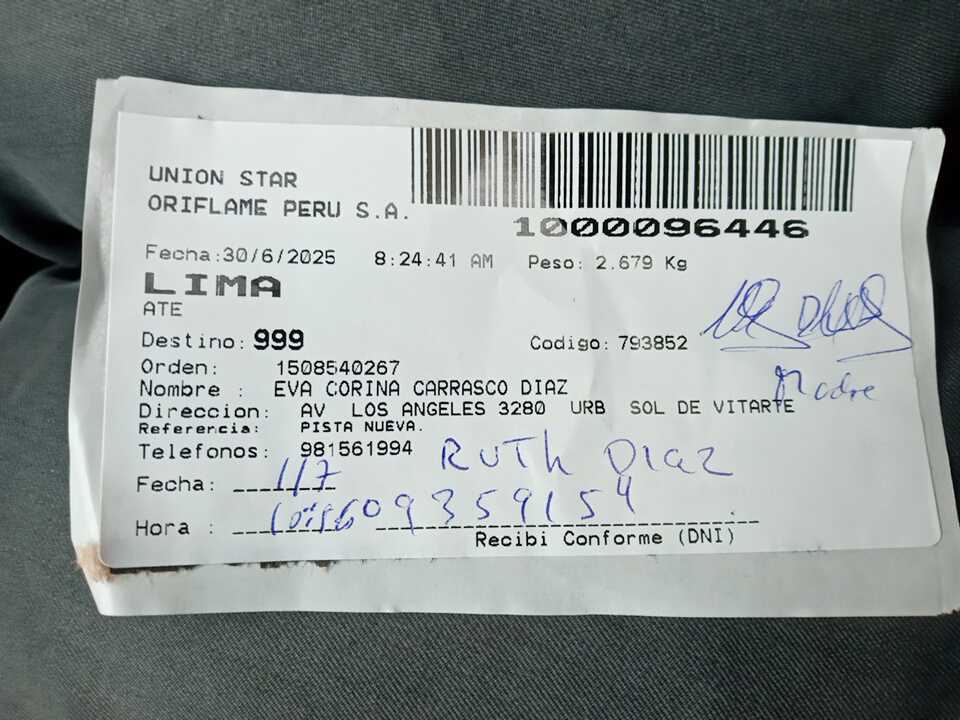 UNION STAR
ORIFLAME PERU S.A.
1000096446
Fecha:30/6/2025 8:24:41 AM Peso: 2.679 Kg
LIMA
ATE
Destino: 999 Codigo: 793852
Orden: 1508540267
Nombre : EVA CORINA CARRASCO DIAZ
Madre
Direccion: AV LOS ANGELES 3280 URB SOL DE VITARTE
Referencia: PISTA NUEVA.
Telefonos: 981561994
RUTH DIAZ
Fecha: 1/7
Hora : 09359154
Recibi Conforme (DNI)